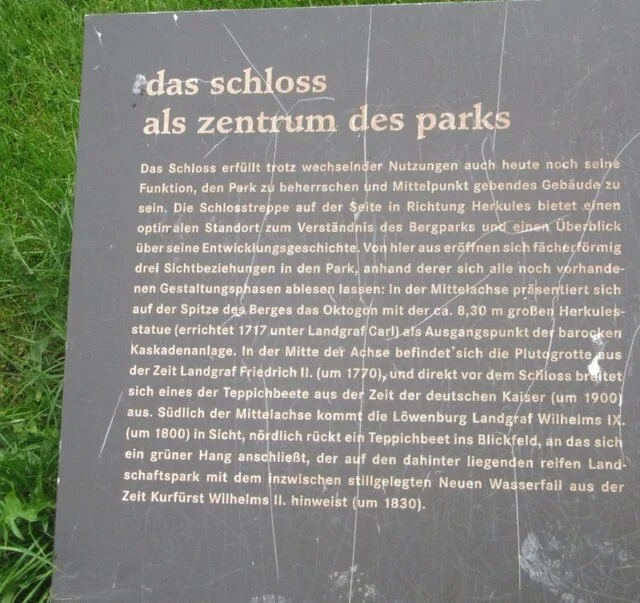 das schloss
als zentrum des parks
Das Schloss erfüllt trotz wechselnder Nutzungen auch heute noch seine
Funktion, den Park zu beherrschen und Mittelpunkt gebendes Gebäude zu
sein. Die Schlosstreppe auf der Seite in Richtung Herkules bietet einen
optimalen Standort zum Verständnis des Bergparks und einen Überblick
über seine Entwicklungsgeschichte. Von hier aus eröffnen sich fächerförmig
drei Sichtbeziehungen in den Park, anhand derer sich alle noch vorhande-
nen Gestaltungsphasen ablesen lassen: In der Mittelachse präsentiert sich
auf der Spitze des Berges das Oktogon mit der ca. 8,30 m großen Herkules-
statue (errichtet 1717 unter Landgraf Carl) als Ausgangspunkt der barocken
Kaskadenanlage. In der Mitte der Achse befindet sich die Plutogrotte aus
der Zeit Landgraf Friedrich II. (um 1770), und direkt vor dem Schloss breitet
sich eines der Teppichbeete aus der Zeit der deutschen Kaiser (um 1900)
aus. Südlich der Mittelachse kommt die Löwenburg Landgraf Wilhelms IX.
(um 1800) in Sicht, nördlich rückt ein Teppichbeet ins Blickfeld, an das sich
ein grüner Hang anschließt, der auf den dahinter liegenden reifen Land-
schaftspark mit dem inzwischen stillgelegten Neuen Wasserfall aus der
Zeit Kurfürst Wilhelms II. hinweist (um 1830).